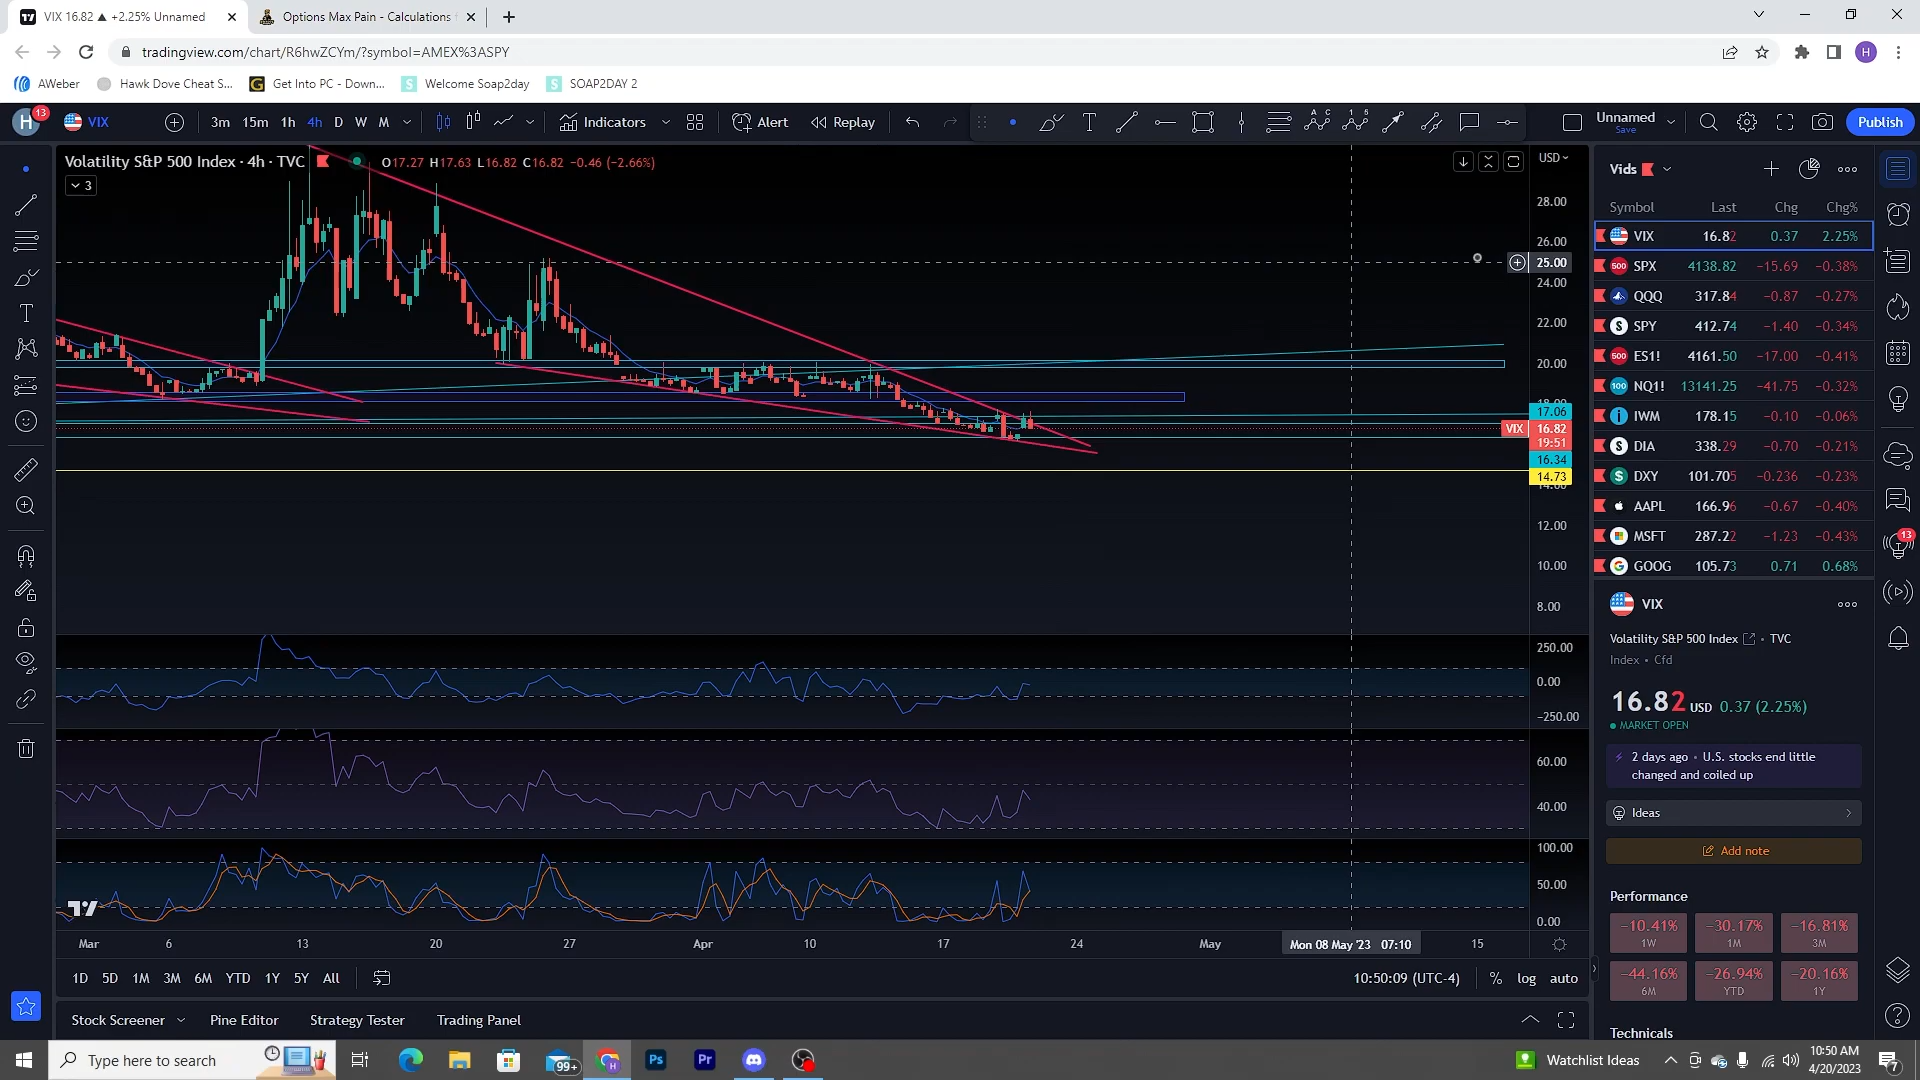 VIX 16.82 ▲ +2.25% Unnamed
Options Max Pain - Calculations
tradingview.com/chart/R6hwZCYm/?symbol=AMEX%3ASPY
H
AWeber
Hawk Dove Cheat S...
Get Into PC - Down...
Welcome Soap2day
SOAP2DAY 2
H 13
VIX
3m 15m 1h 4h D W M
Indicators
Alert
Replay
Unnamed
Save
Publish
Volatility S&P 500 Index · 4h · TVC
O17.27 H17.63 L16.82 C16.82 −0.46 (−2.66%)
3
USD
28.00
26.00
25.00
24.00
22.00
20.00
17.06
VIX 16.82
19:51
16.34
14.73
12.00
10.00
8.00
250.00
0.00
−250.00
60.00
40.00
100.00
50.00
0.00
Mar 6 13 20 27 Apr 10 17 24 May Mon 08 May '23 07:10 15
1D 5D 1M 3M 6M YTD 1Y 5Y All
10:50:09 (UTC-4) % log auto
Stock Screener Pine Editor Strategy Tester Trading Panel
Vids
Symbol Last Chg Chg%
VIX 16.82 0.37 2.25%
500 SPX 4138.82 −15.69 −0.38%
QQQ 317.84 −0.87 −0.27%
SPY 412.74 −1.40 −0.34%
500 ES1! 4161.50 −17.00 −0.41%
100 NQ1! 13141.25 −41.75 −0.32%
IWM 178.15 −0.10 −0.06%
DIA 338.29 −0.70 −0.21%
DXY 101.705 −0.236 −0.23%
AAPL 166.96 −0.67 −0.40%
MSFT 287.22 −1.23 −0.43%
GOOG 105.73 0.71 0.68%
13
VIX
Volatility S&P 500 Index · TVC
Index · Cfd
16.82 USD 0.37 (2.25%)
MARKET OPEN
2 days ago · U.S. stocks end little
changed and coiled up
Ideas
Add note
Performance
−10.41% −30.17% −16.81%
1W 1M 3M
−44.16% −26.94% −20.16%
6M YTD 1Y
Technicals
Type here to search
99+
Ps
Pr
Watchlist Ideas
10:50 AM
4/20/2023
7